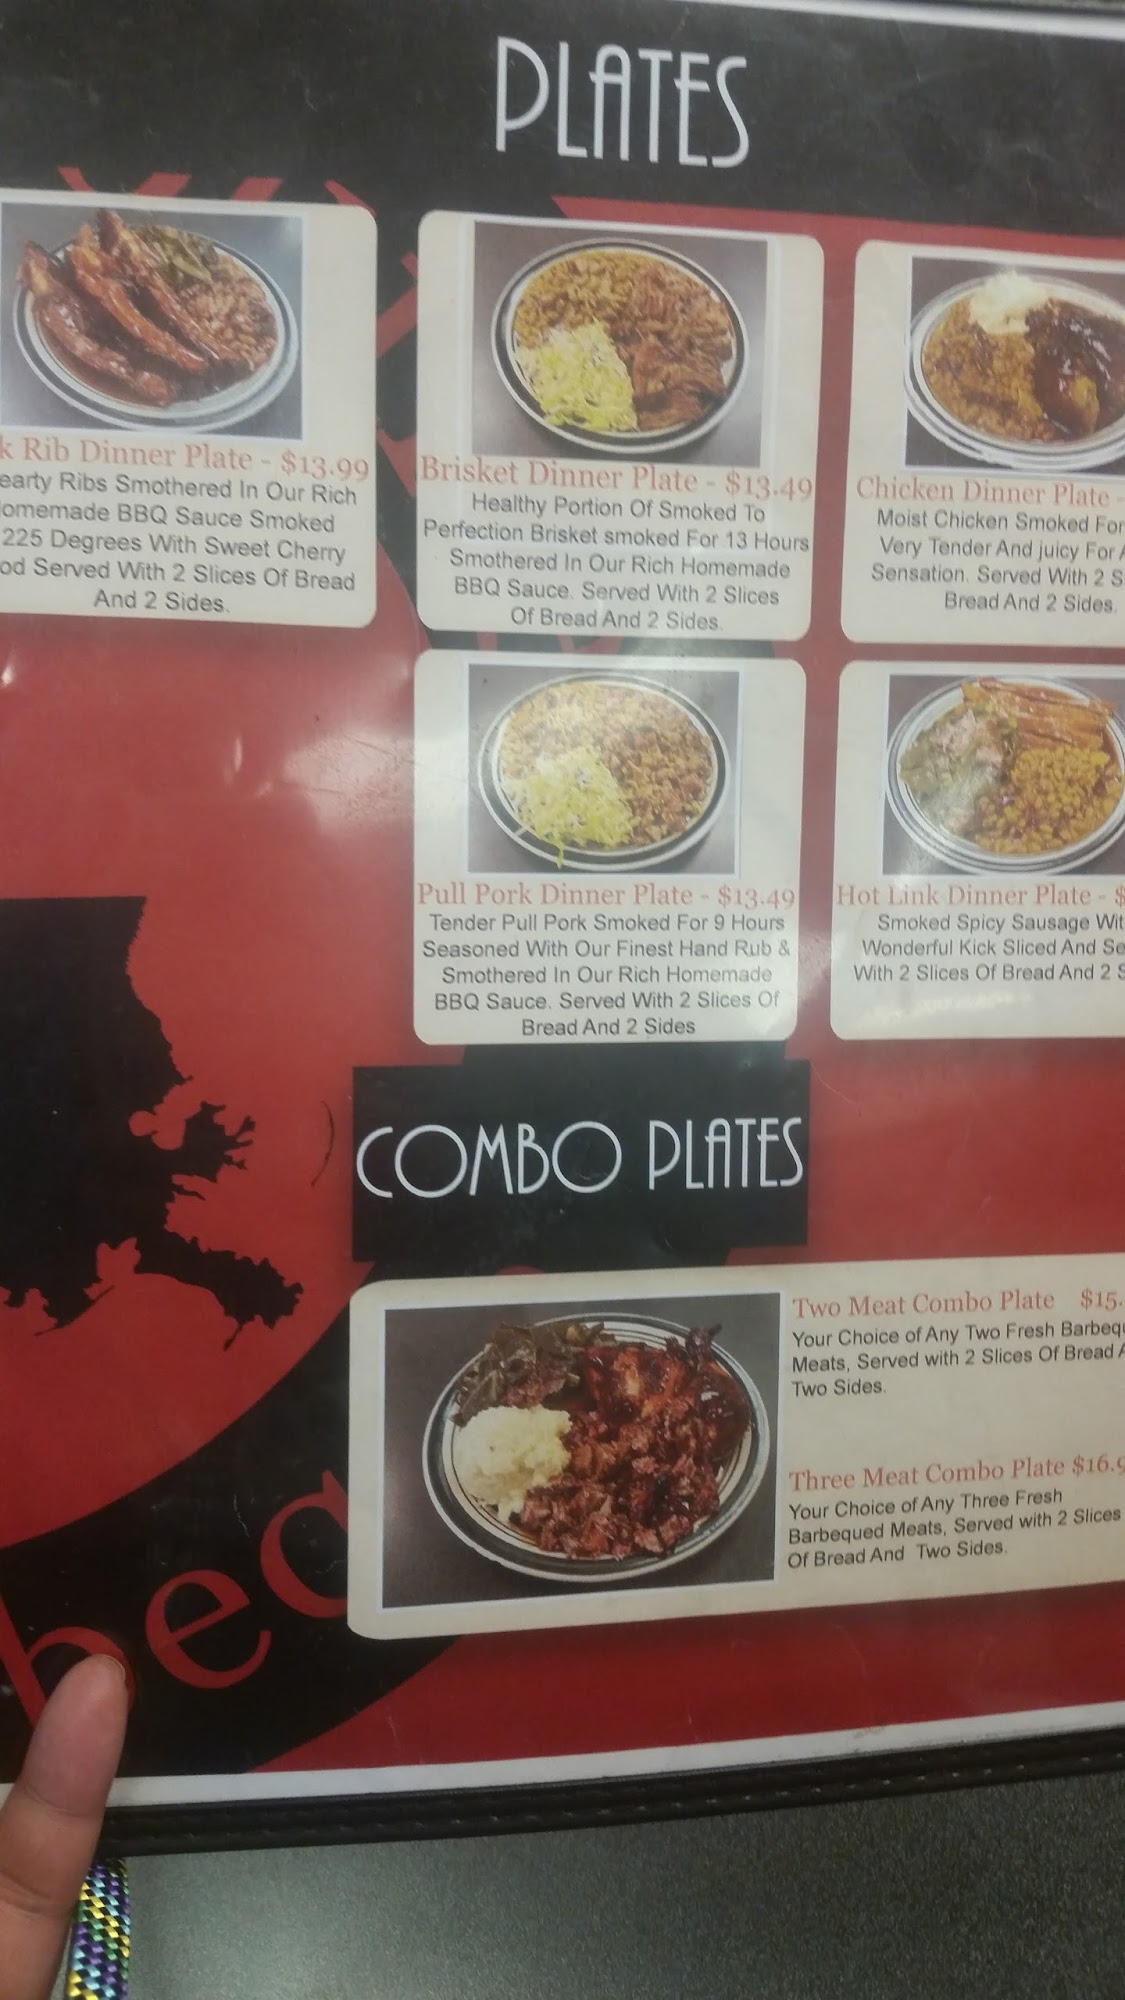 PLATES
k Rib Dinner Plate - $13.99
earty Ribs Smothered In Our Rich
omemade BBQ Sauce Smoked
225 Degrees With Sweet Cherry
od Served With 2 Slices Of Bread
And 2 Sides.
Brisket Dinner Plate - $13.49
Healthy Portion Of Smoked To
Perfection Brisket smoked For 13 Hours
Smothered In Our Rich Homemade
BBQ Sauce. Served With 2 Slices
Of Bread And 2 Sides.
Chicken Dinner Plate -
Moist Chicken Smoked For
Very Tender And juicy For A
Sensation. Served With 2 S
Bread And 2 Sides.
Pull Pork Dinner Plate - $13.49
Tender Pull Pork Smoked For 9 Hours
Seasoned With Our Finest Hand Rub &
Smothered In Our Rich Homemade
BBQ Sauce. Served With 2 Slices Of
Bread And 2 Sides
Hot Link Dinner Plate - $
Smoked Spicy Sausage Wit
Wonderful Kick Sliced And Se
With 2 Slices Of Bread And 2 S
COMBO PLATES
Two Meat Combo Plate $15.
Your Choice of Any Two Fresh Barbequ
Meats, Served with 2 Slices Of Bread A
Two Sides.
Three Meat Combo Plate $16.9
Your Choice of Any Three Fresh
Barbequed Meats, Served with 2 Slices
Of Bread And Two Sides.